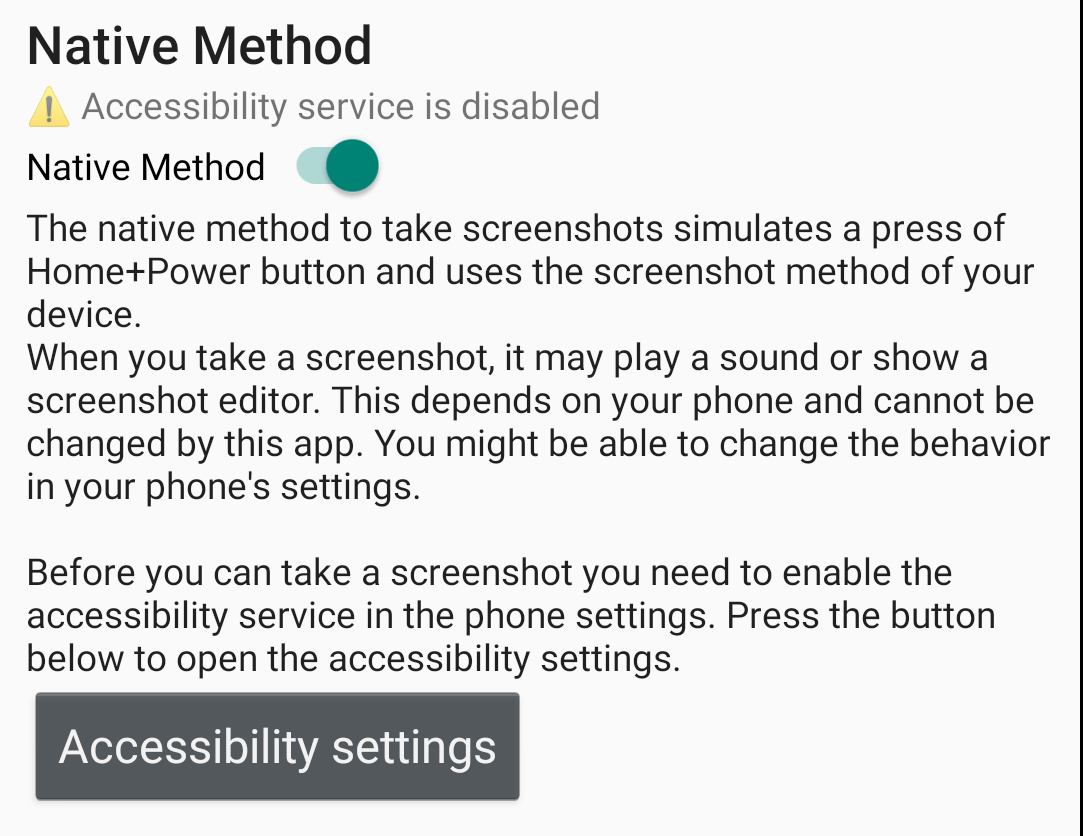 Native Method
⚠ Accessibility service is disabled
Native Method
The native method to take screenshots simulates a press of
Home+Power button and uses the screenshot method of your
device.
When you take a screenshot, it may play a sound or show a
screenshot editor. This depends on your phone and cannot be
changed by this app. You might be able to change the behavior
in your phone's settings.
Before you can take a screenshot you need to enable the
accessibility service in the phone settings. Press the button
below to open the accessibility settings.
Accessibility settings